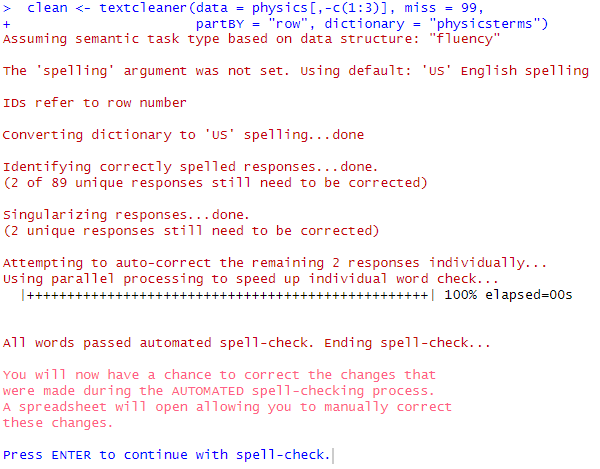 >  clean <- textcleaner(data = physics[,-c(1:3)], miss = 99,
+                       partBY = "row", dictionary = "physicsterms")
Assuming semantic task type based on data structure: "fluency"
The 'spelling' argument was not set. Using default: 'US' English spelling
IDs refer to row number
Converting dictionary to 'US' spelling...done
Identifying correctly spelled responses...done.
(2 of 89 unique responses still need to be corrected)
Singularizing responses...done.
(2 unique responses still need to be corrected)
Attempting to auto-correct the remaining 2 responses individually...
Using parallel processing to speed up individual word check...
|++++++++++++++++++++++++++++++++++++++++++++++++++| 100% elapsed=00s
All words passed automated spell-check. Ending spell-check...
You will now have a chance to correct the changes that
were made during the AUTOMATED spell-checking process.
A spreadsheet will open allowing you to manually correct
these changes.
Press ENTER to continue with spell-check.